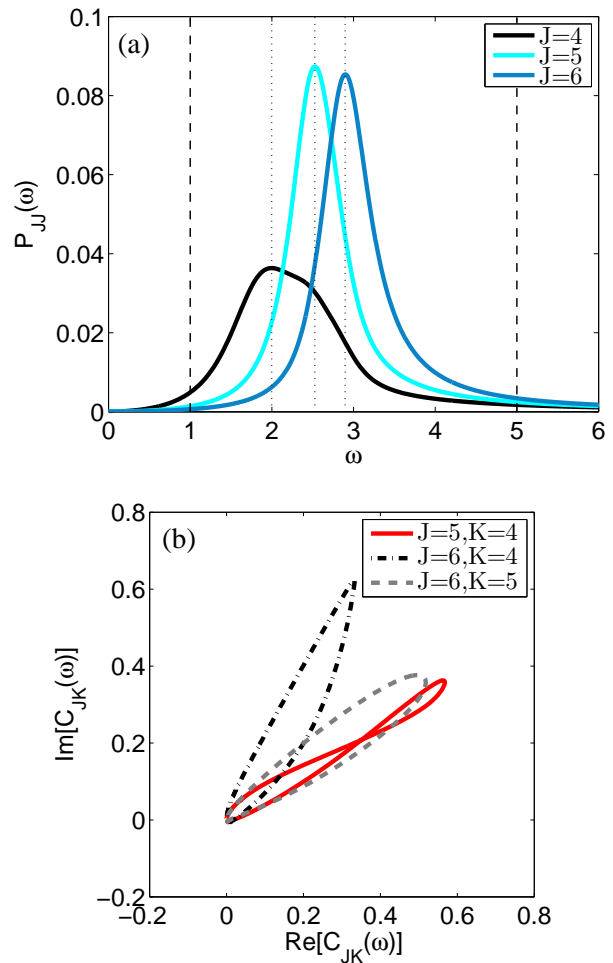 (a)
J=4
J=5
J=6
0.1
0.08
0.06
0.04
0.02
0
P_JJ(ω)
0 1 2 3 4 5 6
ω
(b)
J=5,K=4
J=6,K=4
J=6,K=5
0.8
0.6
0.4
0.2
0
−0.2
Im[C_JK(ω)]
−0.2 0 0.2 0.4 0.6 0.8
Re[C_JK(ω)]